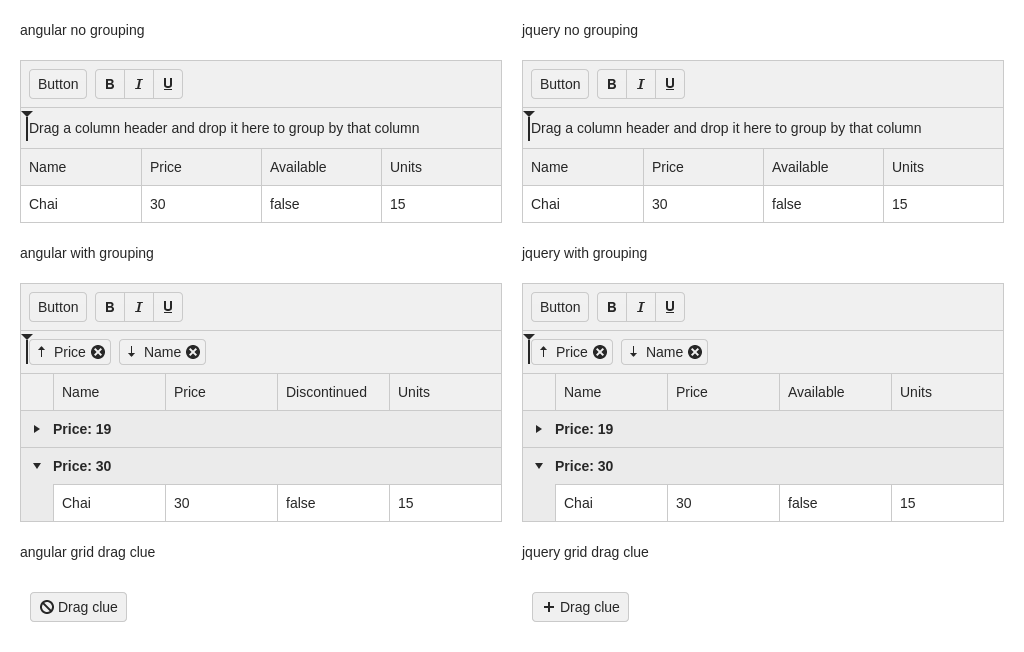 angular no grouping
Button B I U
Drag a column header and drop it here to group by that column
Name Price Available Units
Chai 30 false 15
jquery no grouping
Button B I U
Drag a column header and drop it here to group by that column
Name Price Available Units
Chai 30 false 15
angular with grouping
Button B I U
Price Name
Name Price Discontinued Units
Price: 19
Price: 30
Chai 30 false 15
jquery with grouping
Button B I U
Price Name
Name Price Available Units
Price: 19
Price: 30
Chai 30 false 15
angular grid drag clue
Drag clue
jquery grid drag clue
Drag clue